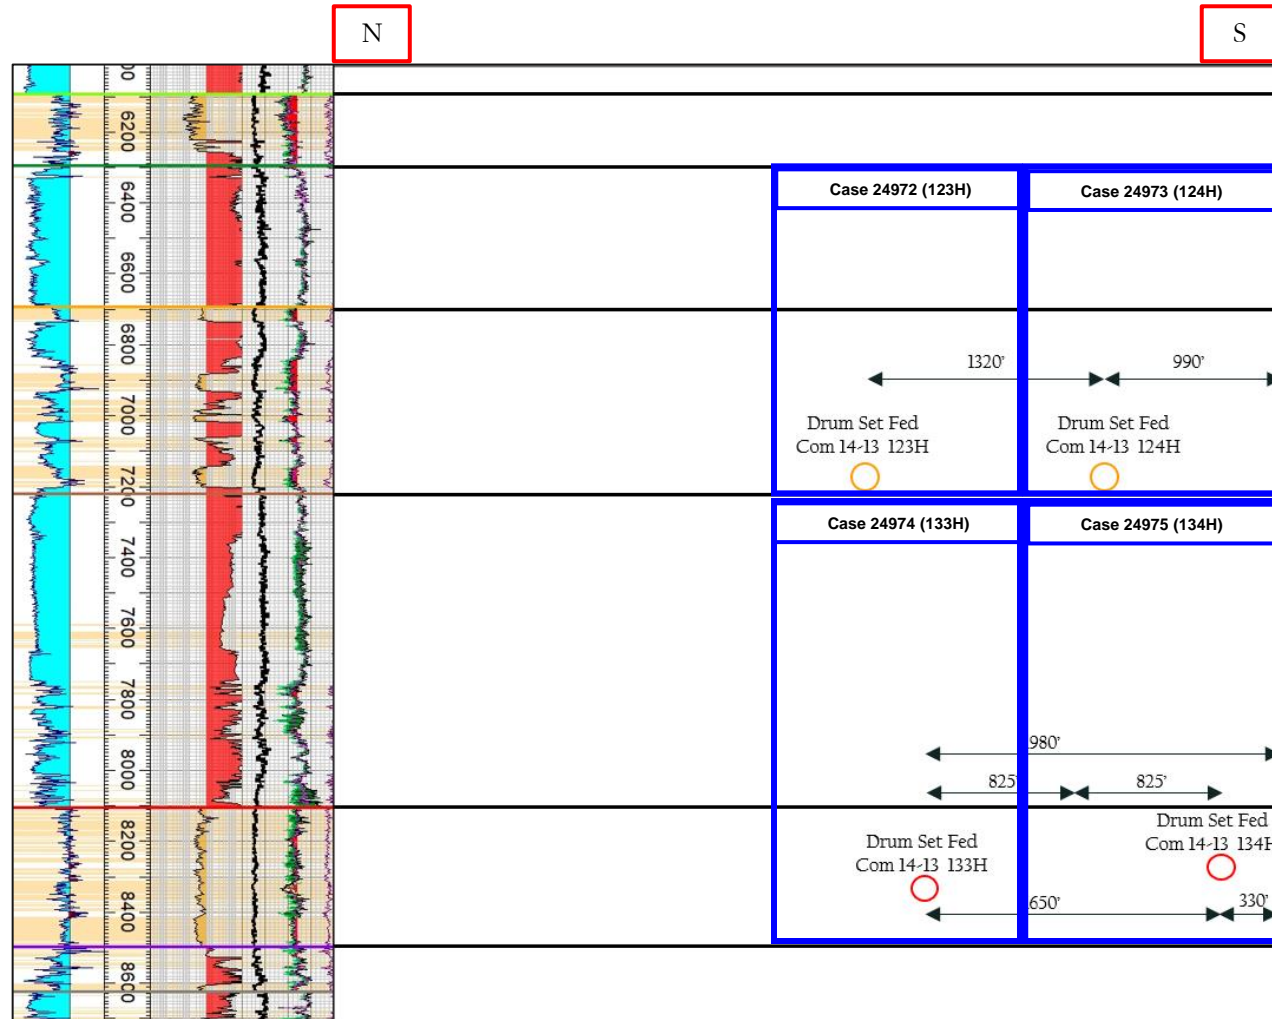 N
S
00
6200
6400
6600
6800
7000
7200
7400
7600
7800
8000
8200
8400
8600
Case 24972 (123H)
Case 24973 (124H)
1320'
990'
Drum Set Fed
Com 14-13 123H
Drum Set Fed
Com 14-13 124H
Case 24974 (133H)
Case 24975 (134H)
980'
825'
825'
Drum Set Fed
Com 14-13 133H
Drum Set Fed
Com 14-13 134H
650'
330'